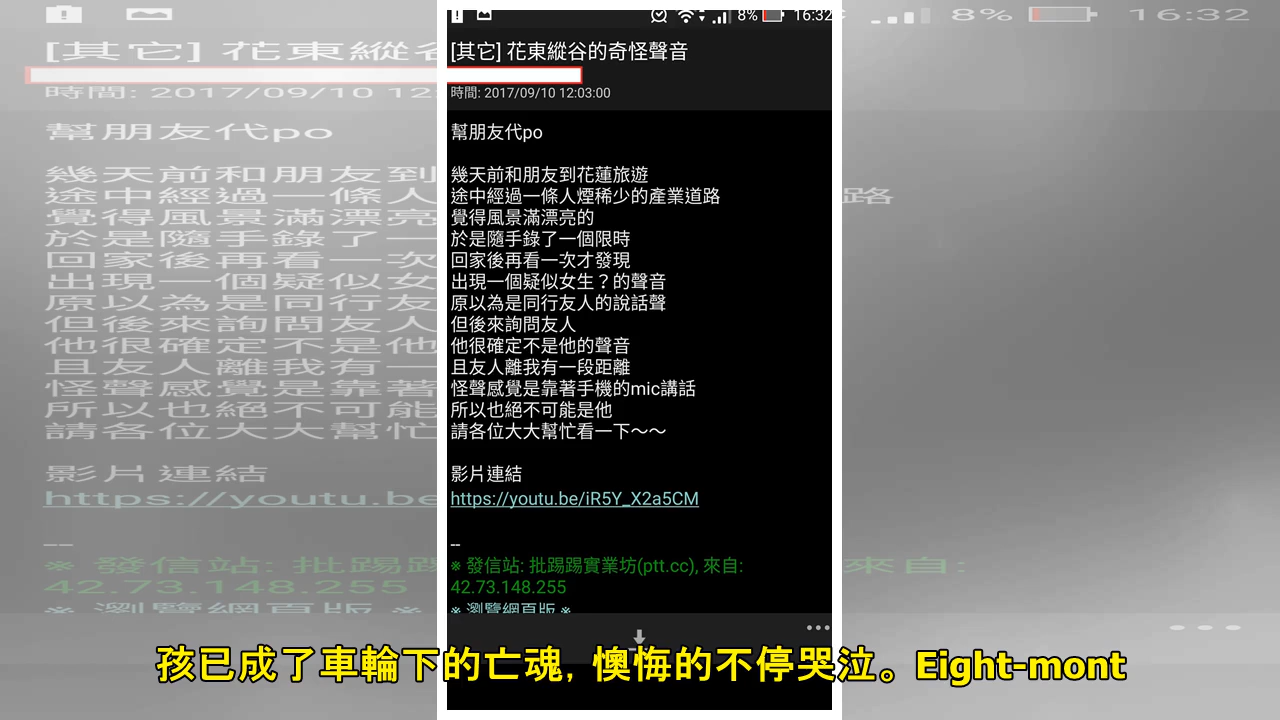 8% 16:32
[其它] 花東縱谷的奇怪聲音
時間: 2017/09/10 12:03:00
幫朋友代po
幾天前和朋友到花蓮旅遊
途中經過一條人煙稀少的產業道路
覺得風景滿漂亮的
於是隨手錄了一個限時
回家後再看一次才發現
出現一個疑似女生？的聲音
原以為是同行友人的說話聲
但後來詢問友人
他很確定不是他的聲音
且友人離我有一段距離
怪聲感覺是靠著手機的mic講話
所以也絕不可能是他
請各位大大幫忙看一下～～
影片連結
https://youtu.be/iR5Y_X2a5CM
--
※ 發信站: 批踢踢實業坊(ptt.cc), 來自:
42.73.148.255
※ 瀏覽網頁版 ※
孩已成了車輪下的亡魂, 懊悔的不停哭泣。Eight-mont